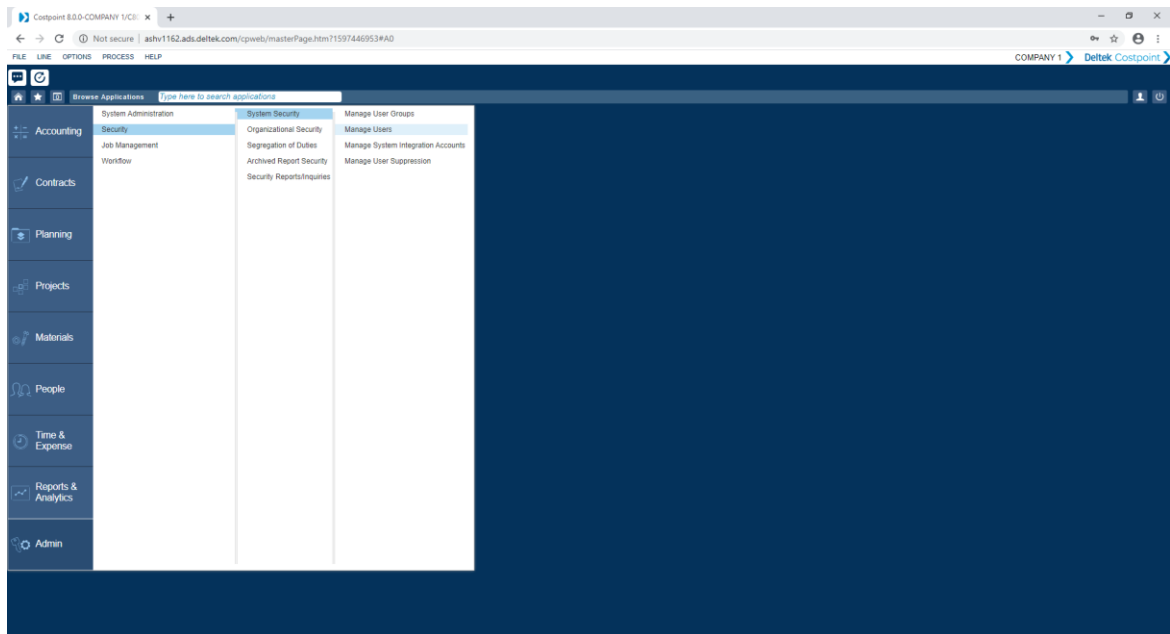 Costpoint 8.0.0-COMPANY 1/C8
Not secure | ashv1162.ads.deltek.com/cpweb/masterPage.htm?1597446953#A0
FILE LINE OPTIONS PROCESS HELP
COMPANY 1 Deltek Costpoint
Browse Applications Type here to search applications
Accounting
Contracts
Planning
Projects
Materials
People
Time &
Expense
Reports &
Analytics
Admin
System Administration
Security
Job Management
Workflow
System Security
Organizational Security
Segregation of Duties
Archived Report Security
Security Reports/Inquiries
Manage User Groups
Manage Users
Manage System Integration Accounts
Manage User Suppression